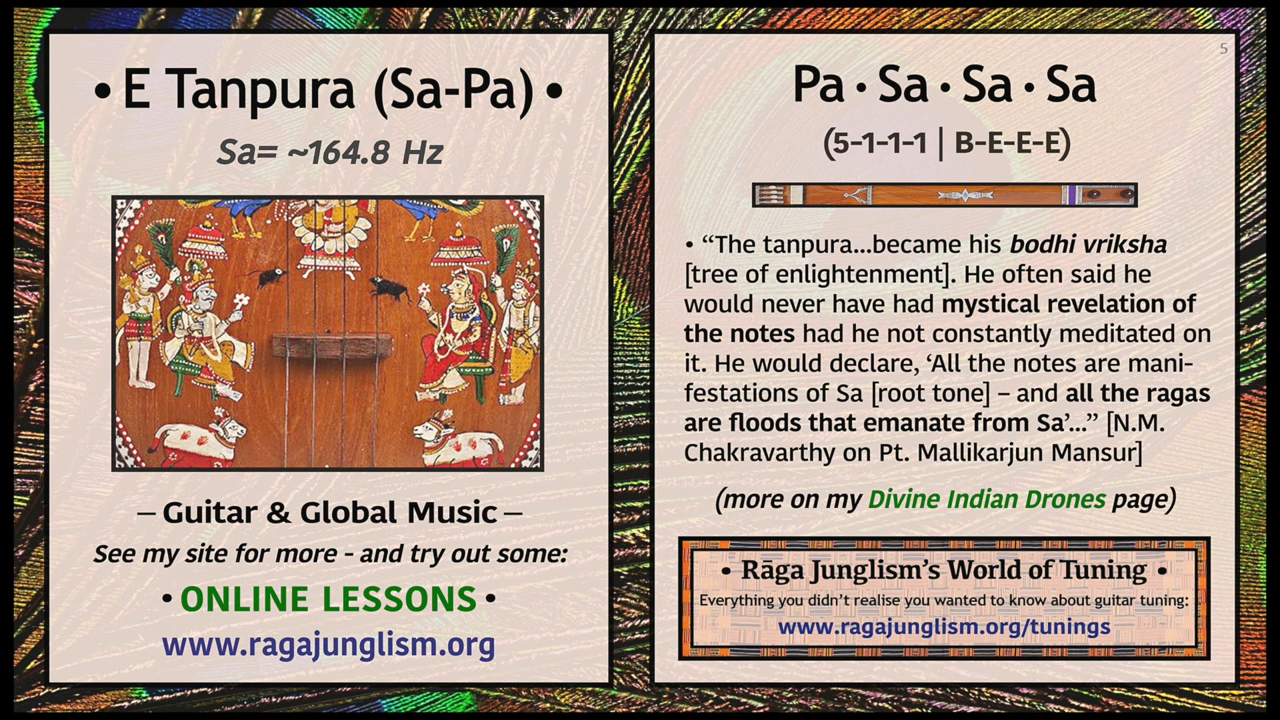 • E Tanpura (Sa-Pa) •
Sa= ~164.8 Hz
– Guitar & Global Music –
See my site for more – and try out some:
• ONLINE LESSONS •
www.ragajunglism.org
5
Pa • Sa • Sa • Sa
(5-1-1-1 | B-E-E-E)
• “The tanpura...became his bodhi vriksha
[tree of enlightenment]. He often said he
would never have had mystical revelation of
the notes had he not constantly meditated on
it. He would declare, ‘All the notes are mani-
festations of Sa [root tone] – and all the ragas
are floods that emanate from Sa’...” [N.M.
Chakravarthy on Pt. Mallikarjun Mansur]
(more on my Divine Indian Drones page)
• Rāga Junglism’s World of Tuning •
Everything you didn’t realise you wanted to know about guitar tuning:
www.ragajunglism.org/tunings